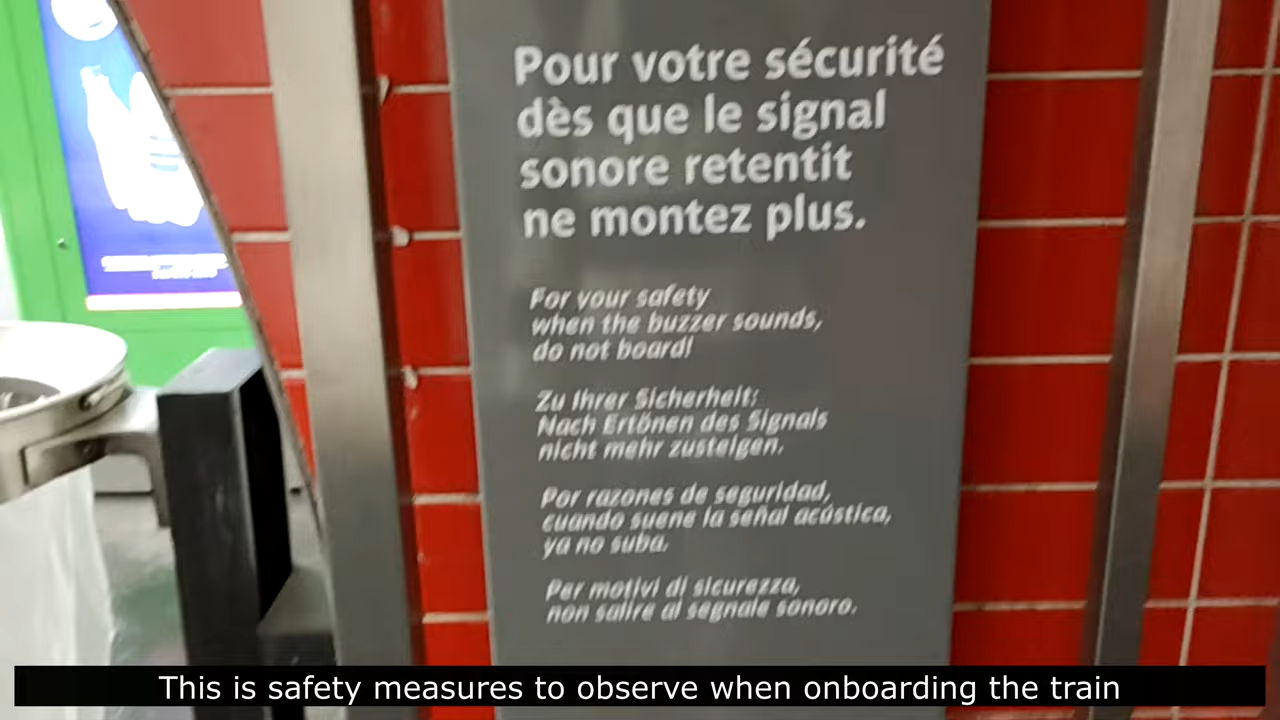 Pour votre sécurité
dès que le signal
sonore retentit
ne montez plus.
For your safety
when the buzzer sounds,
do not board!
Zu Ihrer Sicherheit:
Nach Ertönen des Signals
nicht mehr zusteigen.
Por razones de seguridad,
cuando suene la señal acústica,
ya no suba.
Per motivi di sicurezza,
non salire al segnale sonoro.
This is safety measures to observe when onboarding the train